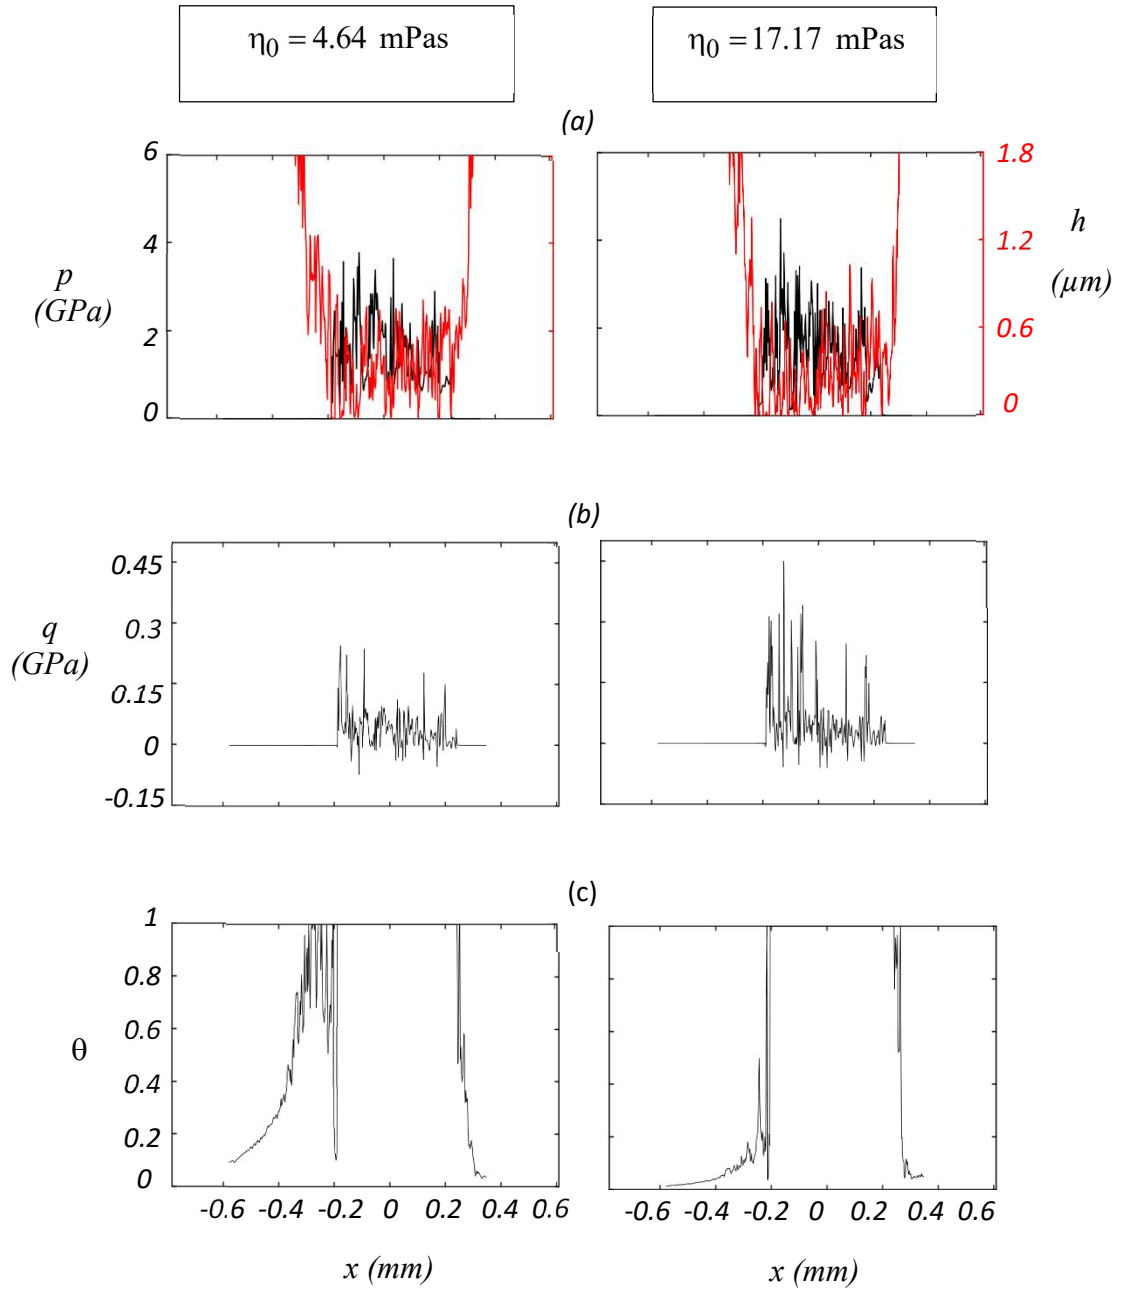 η₀ = 4.64 mPas
η₀ = 17.17 mPas
(a)
6
4
2
0
p
(GPa)
1.8
1.2
0.6
0
h
(μm)
(b)
0.45
0.3
0.15
0
-0.15
q
(GPa)
(c)
1
0.8
0.6
0.4
0.2
0
θ
-0.6 -0.4 -0.2 0 0.2 0.4 0.6
-0.6 -0.4 -0.2 0 0.2 0.4 0.6
x (mm)
x (mm)